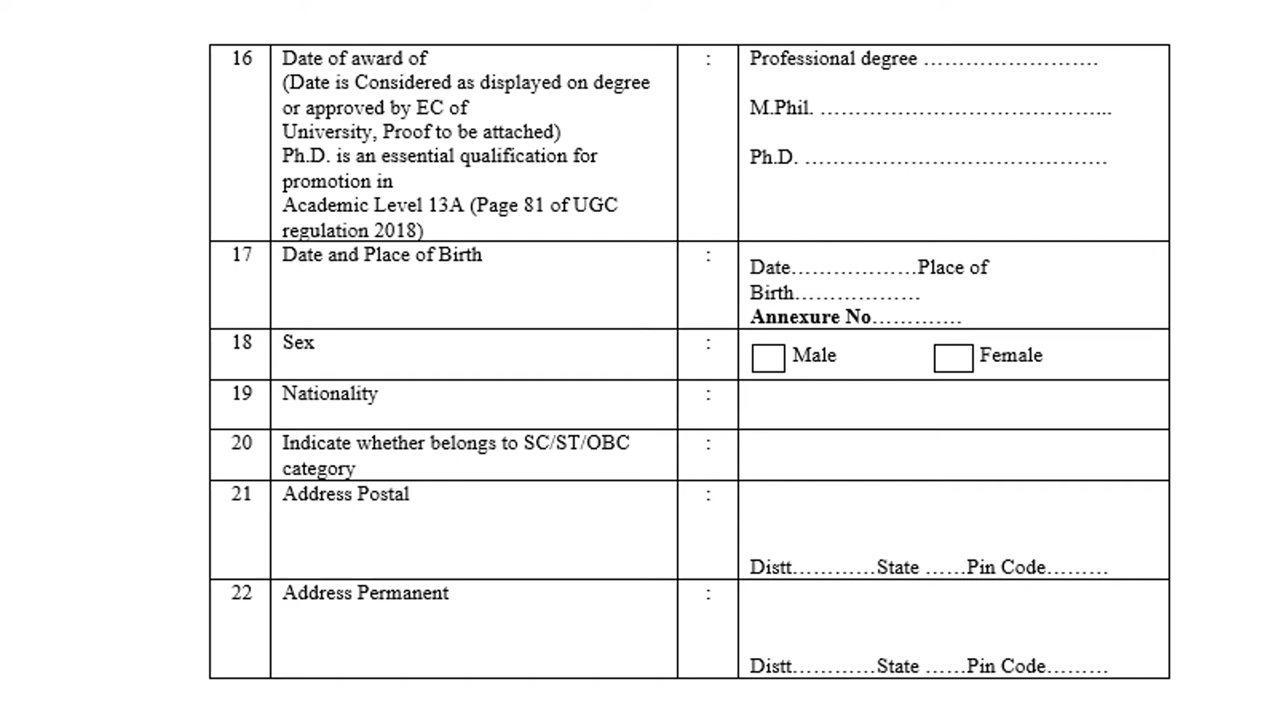 16 Date of award of : Professional degree …………………….
(Date is Considered as displayed on degree
or approved by EC of M.Phil. …………………………………...
University, Proof to be attached)
Ph.D. is an essential qualification for Ph.D. …………………………………….
promotion in
Academic Level 13A (Page 81 of UGC
regulation 2018)
17 Date and Place of Birth : Date………………Place of
Birth………………
Annexure No………….
18 Sex : Male Female
19 Nationality :
20 Indicate whether belongs to SC/ST/OBC :
category
21 Address Postal :
Distt…………State ……Pin Code………
22 Address Permanent :
Distt…………State ……Pin Code………